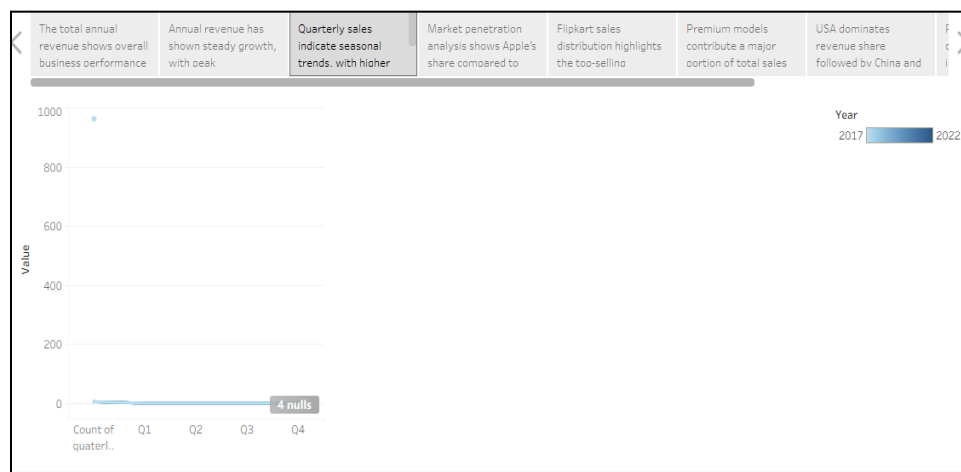 The total annual
revenue shows overall
business performance
Annual revenue has
shown steady growth,
with peak
Quarterly sales
indicate seasonal
trends, with higher
Market penetration
analysis shows Apple's
share compared to
Flipkart sales
distribution highlights
the top-selling
Premium models
contribute a major
portion of total sales
USA dominates
revenue share
followed by China and
Year
2017
2022
Value
1000
800
600
400
200
0
4 nulls
Count of
quaterl..
Q1
Q2
Q3
Q4